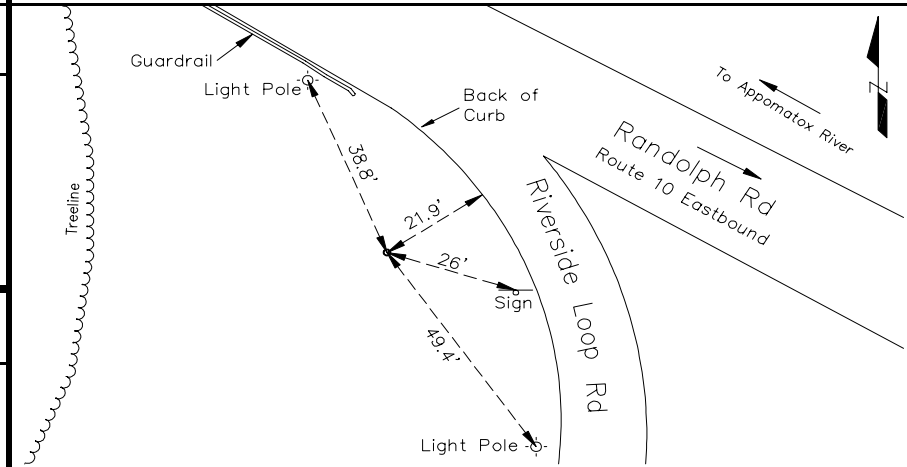 Guardrail
Light Pole
Back of
Curb
To Appomatox River
N
Randolph Rd
Route 10 Eastbound
38.8'
Treeline
21.9'
26'
Sign
Riverside Loop Rd
49.4'
Light Pole